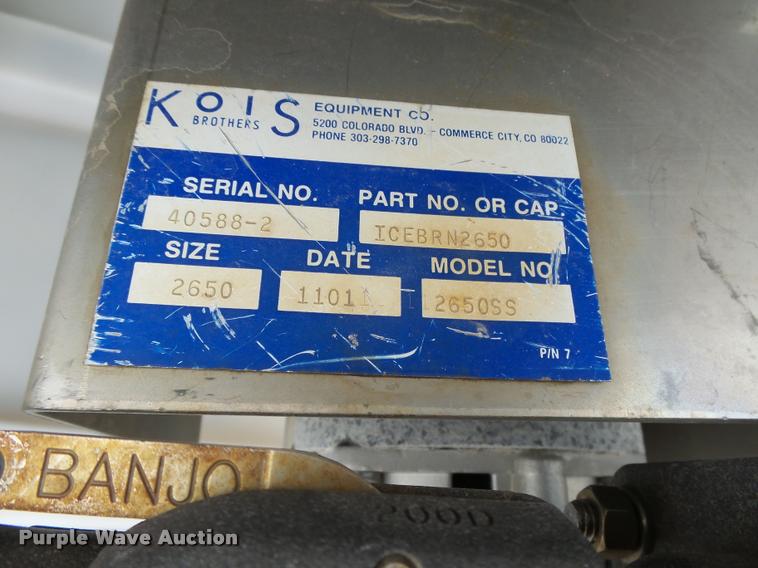 KOIS
BROTHERS
EQUIPMENT CO.
5200 COLORADO BLVD. - COMMERCE CITY, CO 80022
PHONE 303-298-7370
SERIAL NO. PART NO. OR CAP.
40588-2 ICEBRN2650
SIZE DATE MODEL NO
2650 11011 2650SS
P/N 7
BANJO
200D
Purple Wave Auction